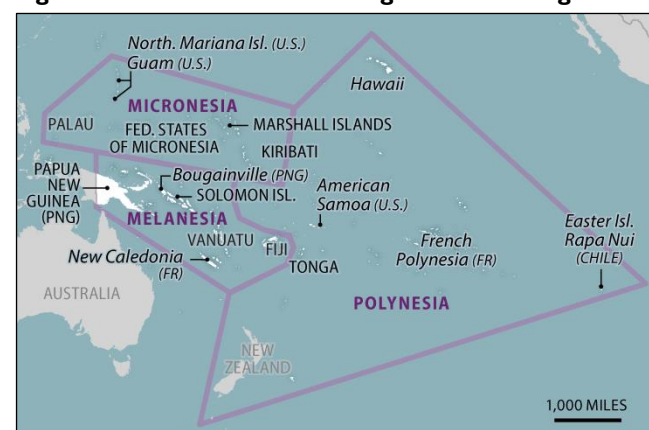 North. Mariana Isl. (U.S.)
Guam (U.S.)
Hawaii
MICRONESIA
PALAU
FED. STATES
OF MICRONESIA
MARSHALL ISLANDS
KIRIBATI
PAPUA
NEW
GUINEA
(PNG)
Bougainville (PNG)
SOLOMON ISL.
American
Samoa (U.S.)
MELANESIA
VANUATU
FIJI
TONGA
New Caledonia
(FR)
French
Polynesia (FR)
Easter Isl.
Rapa Nui
(CHILE)
AUSTRALIA
POLYNESIA
NEW
ZEALAND
1,000 MILES